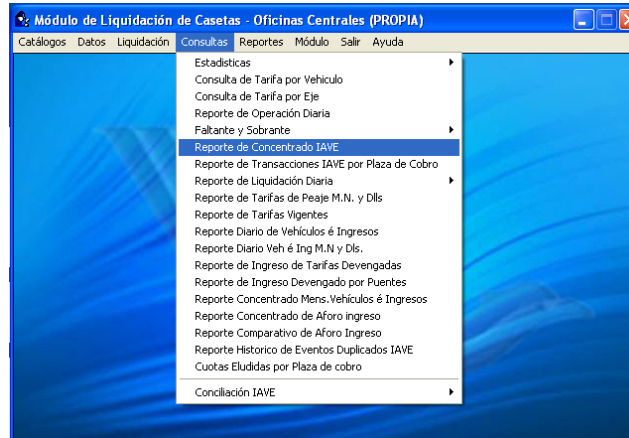 Módulo de Liquidación de Casetas - Oficinas Centrales (PROPIA)
Catálogos Datos Liquidación Consultas Reportes Módulo Salir Ayuda
Estadisticas
Consulta de Tarifa por Vehiculo
Consulta de Tarifa por Eje
Reporte de Operación Diaria
Faltante y Sobrante
Reporte de Concentrado IAVE
Reporte de Transacciones IAVE por Plaza de Cobro
Reporte de Liquidación Diaria
Reporte de Tarifas de Peaje M.N. y Dlls
Reporte de Tarifas Vigentes
Reporte Diario de Vehículos é Ingresos
Reporte Diario Veh é Ing M.N y Dls.
Reporte de Ingreso de Tarifas Devengadas
Reporte de Ingreso Devengado por Puentes
Reporte Concentrado Mens.Vehículos é Ingresos
Reporte Concentrado de Aforo ingreso
Reporte Comparativo de Aforo Ingreso
Reporte Historico de Eventos Duplicados IAVE
Cuotas Eludidas por Plaza de cobro
Conciliación IAVE